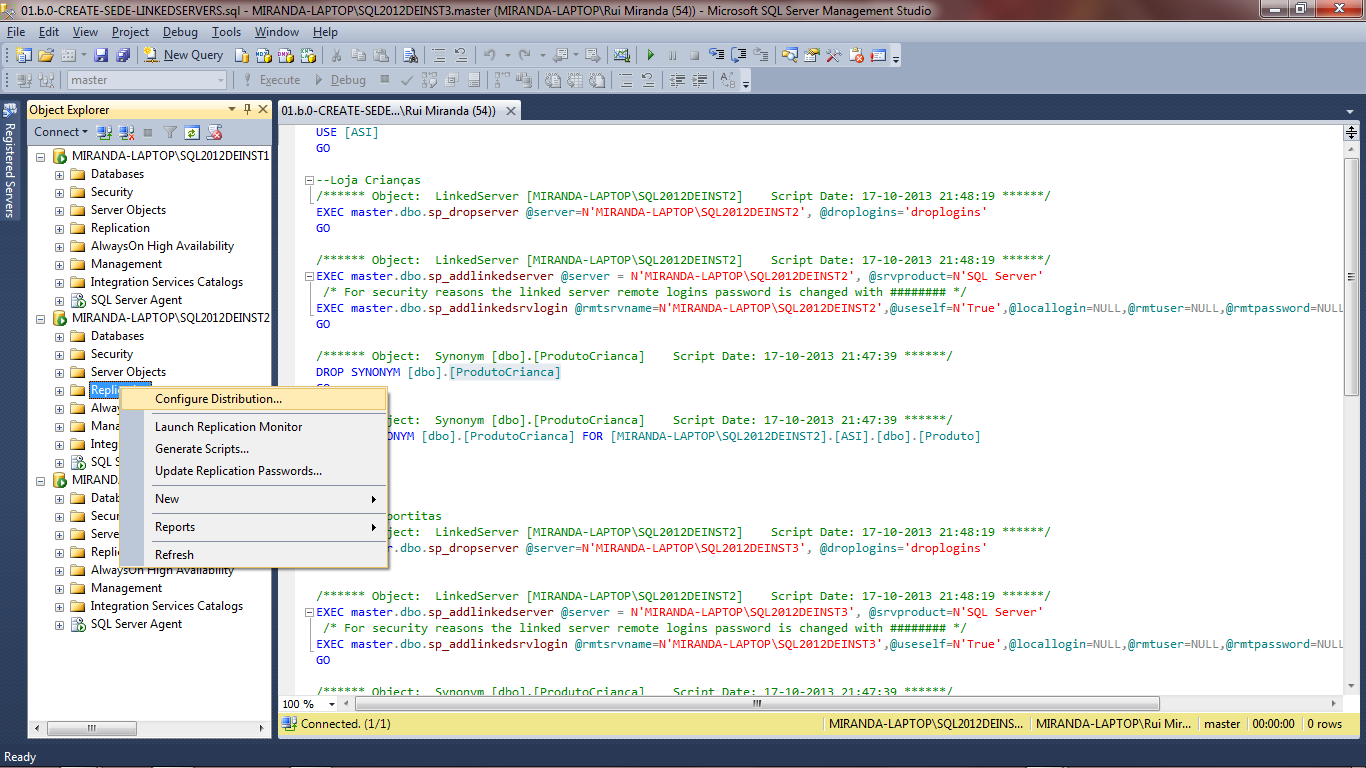 01.b.0-CREATE-SEDE-LINKEDSERVERS.sql - MIRANDA-LAPTOP\SQL2012DEINST3.master (MIRANDA-LAPTOP\Rui Miranda (54)) - Microsoft SQL Server Management Studio
File Edit View Project Debug Tools Window Help
New Query
master Execute Debug
Registered Servers
Object Explorer
Connect
MIRANDA-LAPTOP\SQL2012DEINST1
Databases
Security
Server Objects
Replication
AlwaysOn High Availability
Management
Integration Services Catalogs
SQL Server Agent
MIRANDA-LAPTOP\SQL2012DEINST2
Databases
Security
Server Objects
Repli
Alway
Mana
Integ
SQL S
MIRAND
Datab
Secur
Serve
Replic
AlwaysOn High Availability
Management
Integration Services Catalogs
SQL Server Agent
Configure Distribution...
Launch Replication Monitor
Generate Scripts...
Update Replication Passwords...
New
Reports
Refresh
01.b.0-CREATE-SEDE...\Rui Miranda (54))
USE [ASI]
GO
--Loja Crianças
/****** Object:  LinkedServer [MIRANDA-LAPTOP\SQL2012DEINST2]    Script Date: 17-10-2013 21:48:19 ******/
EXEC master.dbo.sp_dropserver @server=N'MIRANDA-LAPTOP\SQL2012DEINST2', @droplogins='droplogins'
GO
/****** Object:  LinkedServer [MIRANDA-LAPTOP\SQL2012DEINST2]    Script Date: 17-10-2013 21:48:19 ******/
EXEC master.dbo.sp_addlinkedserver @server = N'MIRANDA-LAPTOP\SQL2012DEINST2', @srvproduct=N'SQL Server'
/* For security reasons the linked server remote logins password is changed with ######## */
EXEC master.dbo.sp_addlinkedsrvlogin @rmtsrvname=N'MIRANDA-LAPTOP\SQL2012DEINST2',@useself=N'True',@locallogin=NULL,@rmtuser=NULL,@rmtpassword=NULL
GO
/****** Object:  Synonym [dbo].[ProdutoCrianca]    Script Date: 17-10-2013 21:47:39 ******/
DROP SYNONYM [dbo].[ProdutoCrianca]
GO
ject:  Synonym [dbo].[ProdutoCrianca]    Script Date: 17-10-2013 21:47:39 ******/
ONYM [dbo].[ProdutoCrianca] FOR [MIRANDA-LAPTOP\SQL2012DEINST2].[ASI].[dbo].[Produto]
portitas
ject:  LinkedServer [MIRANDA-LAPTOP\SQL2012DEINST2]    Script Date: 17-10-2013 21:48:19 ******/
r.dbo.sp_dropserver @server=N'MIRANDA-LAPTOP\SQL2012DEINST3', @droplogins='droplogins'
/****** Object:  LinkedServer [MIRANDA-LAPTOP\SQL2012DEINST2]    Script Date: 17-10-2013 21:48:19 ******/
EXEC master.dbo.sp_addlinkedserver @server = N'MIRANDA-LAPTOP\SQL2012DEINST3', @srvproduct=N'SQL Server'
/* For security reasons the linked server remote logins password is changed with ######## */
EXEC master.dbo.sp_addlinkedsrvlogin @rmtsrvname=N'MIRANDA-LAPTOP\SQL2012DEINST3',@useself=N'True',@locallogin=NULL,@rmtuser=NULL,@rmtpassword=NULL
GO
/****** Object:  Synonym [dbo].[ProdutoCrianca]    Script Date: 17-10-2013 21:47:39 ******/
100 %
Connected. (1/1) MIRANDA-LAPTOP\SQL2012DEINS... MIRANDA-LAPTOP\Rui Mir... master 00:00:00 0 rows
Ready